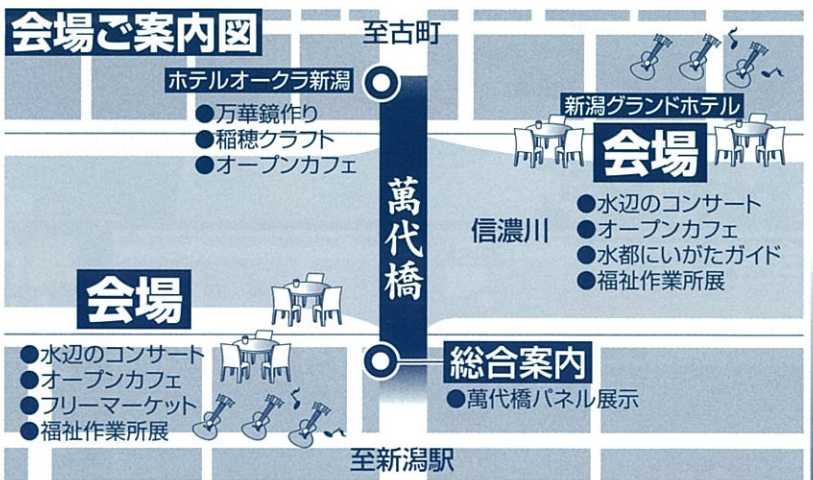 会場ご案内図
至古町
ホテルオークラ新潟
●万華鏡作り
●稲穂クラフト
●オープンカフェ
新潟グランドホテル
会場
●水辺のコンサート
●オープンカフェ
●水都にいがたガイド
●福祉作業所展
萬代橋
信濃川
会場
●水辺のコンサート
●オープンカフェ
●フリーマーケット
●福祉作業所展
総合案内
●萬代橋パネル展示
至新潟駅